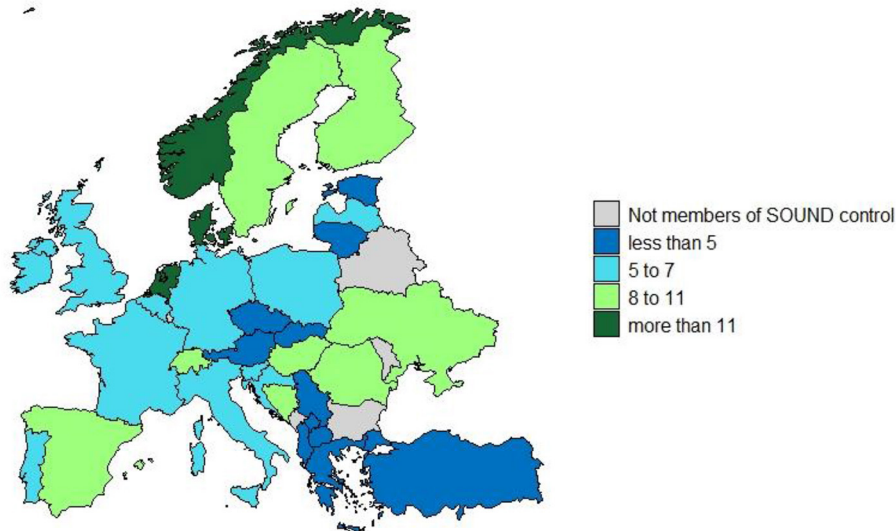 Not members of SOUND control
less than 5
5 to 7
8 to 11
more than 11